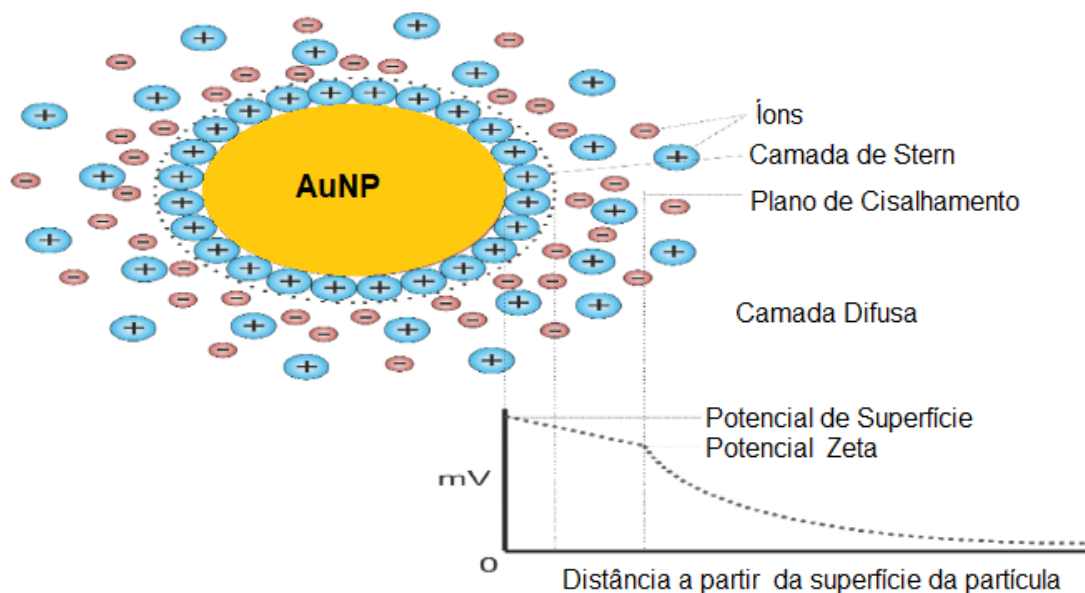 AuNP
Íons
Camada de Stern
Plano de Cisalhamento
Camada Difusa
Potencial de Superfície
Potencial Zeta
mV
0
Distância a partir da superfície da partícula